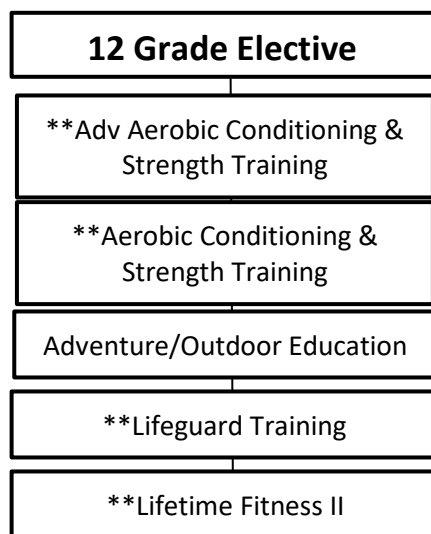 12 Grade Elective
**Adv Aerobic Conditioning &
Strength Training
**Aerobic Conditioning &
Strength Training
Adventure/Outdoor Education
**Lifeguard Training
**Lifetime Fitness II